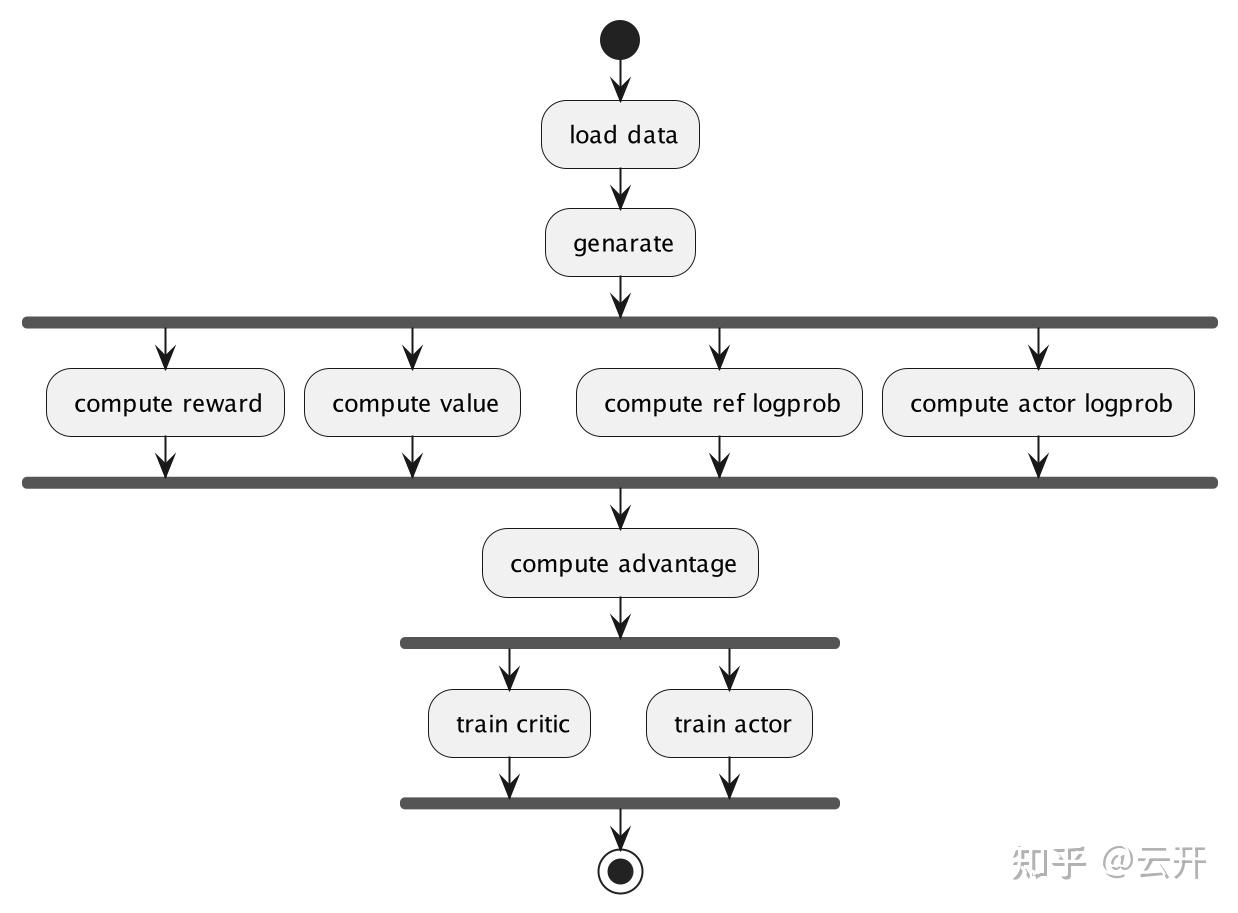 load data
genarate
compute reward
compute value
compute ref logprob
compute actor logprob
compute advantage
train critic
train actor
知乎 @云开